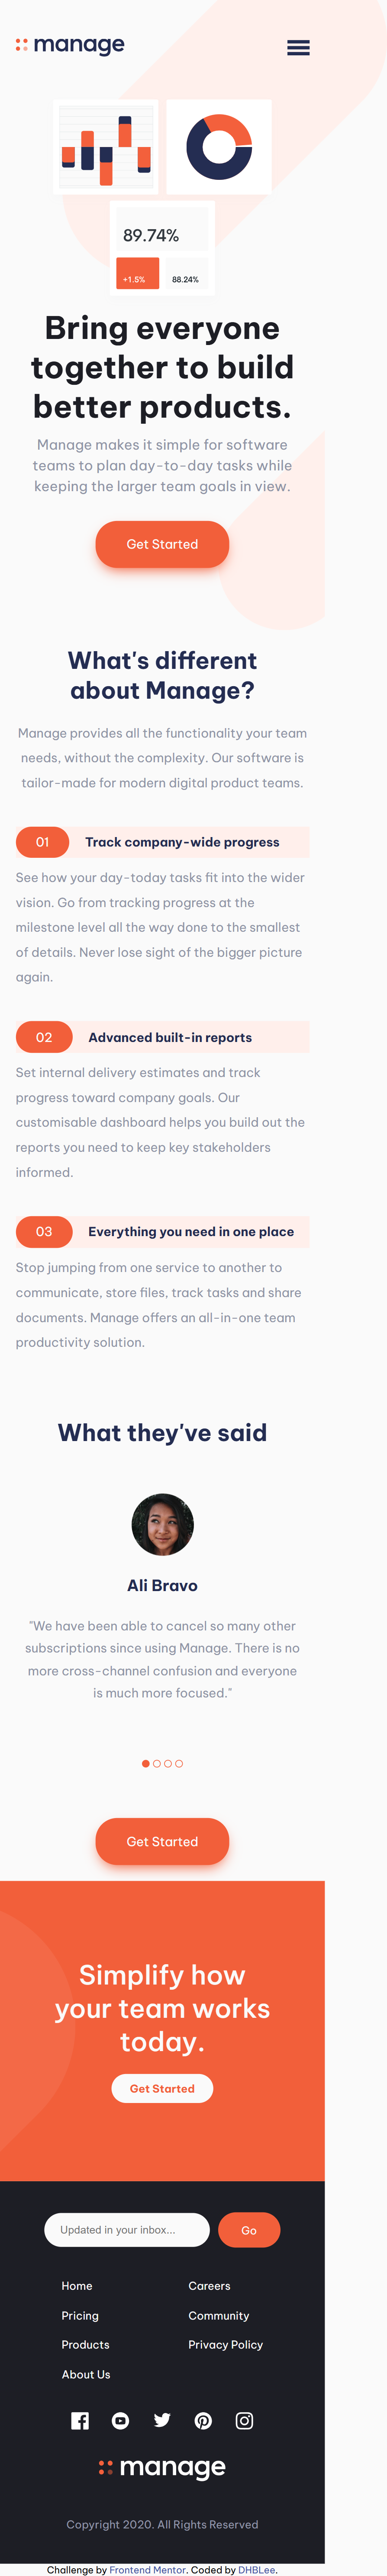 manage
89.74%
+1.5%
88.24%
Bring everyone
together to build
better products.
Manage makes it simple for software
teams to plan day-to-day tasks while
keeping the larger team goals in view.
Get Started
What's different
about Manage?
Manage provides all the functionality your team
needs, without the complexity. Our software is
tailor-made for modern digital product teams.
01 Track company-wide progress
See how your day-today tasks fit into the wider
vision. Go from tracking progress at the
milestone level all the way done to the smallest
of details. Never lose sight of the bigger picture
again.
02 Advanced built-in reports
Set internal delivery estimates and track
progress toward company goals. Our
customisable dashboard helps you build out the
reports you need to keep key stakeholders
informed.
03 Everything you need in one place
Stop jumping from one service to another to
communicate, store files, track tasks and share
documents. Manage offers an all-in-one team
productivity solution.
What they've said
Ali Bravo
"We have been able to cancel so many other
subscriptions since using Manage. There is no
more cross-channel confusion and everyone
is much more focused."
Get Started
Simplify how
your team works
today.
Get Started
Updated in your inbox...
Go
Home
Pricing
Products
About Us
Careers
Community
Privacy Policy
manage
Copyright 2020. All Rights Reserved
Challenge by Frontend Mentor. Coded by DHBLee.